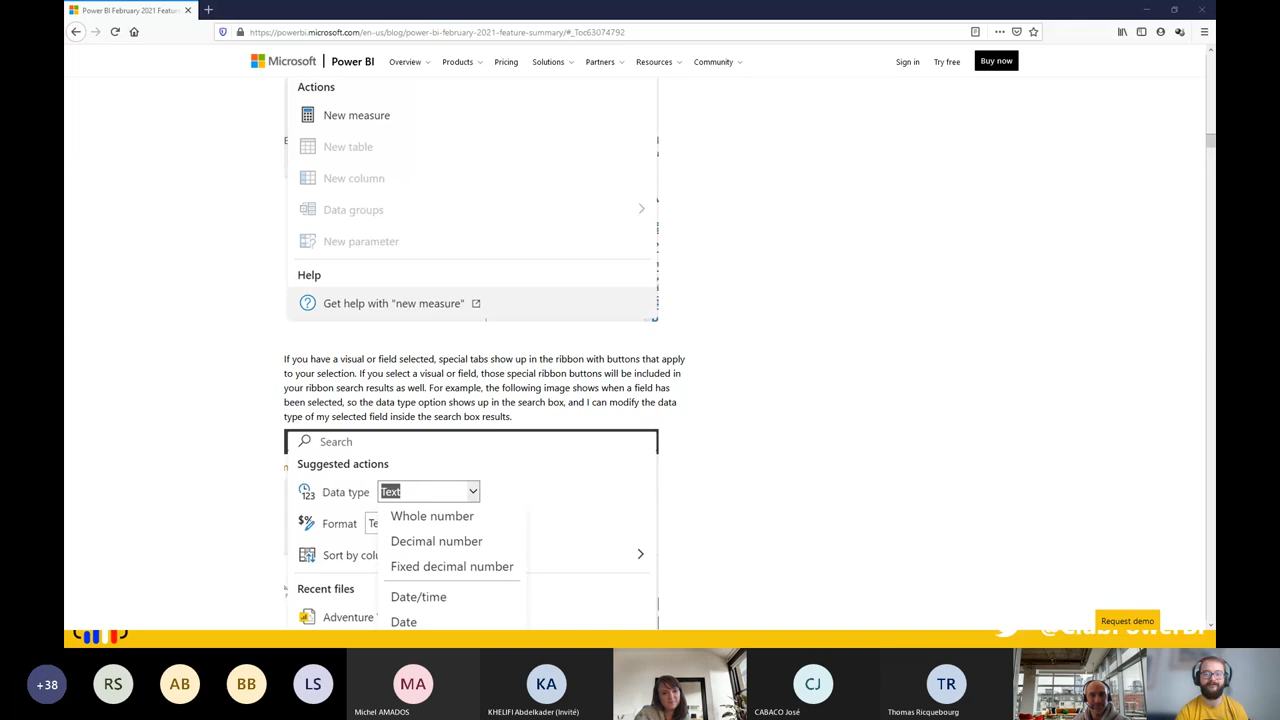 Power BI February 2021 Feature
https://powerbi.microsoft.com/en-us/blog/power-bi-february-2021-feature-summary/#_Toc63074792
Microsoft Power BI Overview Products Pricing Solutions Partners Resources Community Sign in Try free Buy now
Actions
New measure
New table
New column
Data groups
New parameter
Help
Get help with "new measure"
If you have a visual or field selected, special tabs show up in the ribbon with buttons that apply
to your selection. If you select a visual or field, those special ribbon buttons will be included in
your ribbon search results as well. For example, the following image shows when a field has
been selected, so the data type option shows up in the search box, and I can modify the data
type of my selected field inside the search box results.
Search
Suggested actions
Data type Text
Whole number
Format Te
Decimal number
Sort by colu
Fixed decimal number
Recent files
Date/time
Adventure
Date
Request demo
@ClubPowerBI
+38 RS AB BB LS MA KA CJ TR
Michel AMADOS KHELIFI Abdelkader (Invité) CABACO José Thomas Ricquebourg